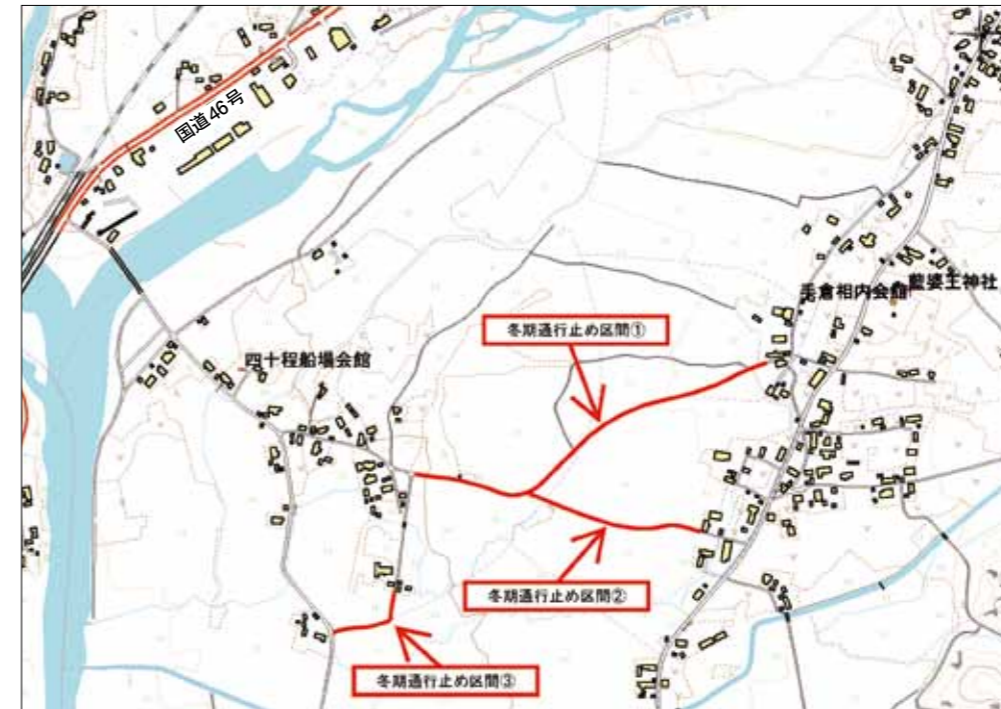 国道46号
藍婆王神社
手倉相内会館
冬期通行止め区間①
四十程船場会館
冬期通行止め区間②
冬期通行止め区間③